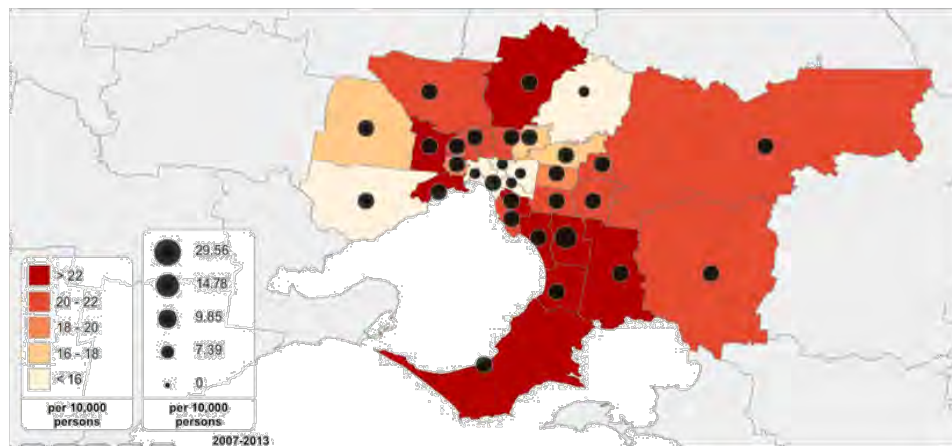 > 22
20 - 22
18 - 20
16 - 18
< 16
per 10,000
persons
29.56
14.78
9.85
7.39
0
per 10,000
persons
2007-2013